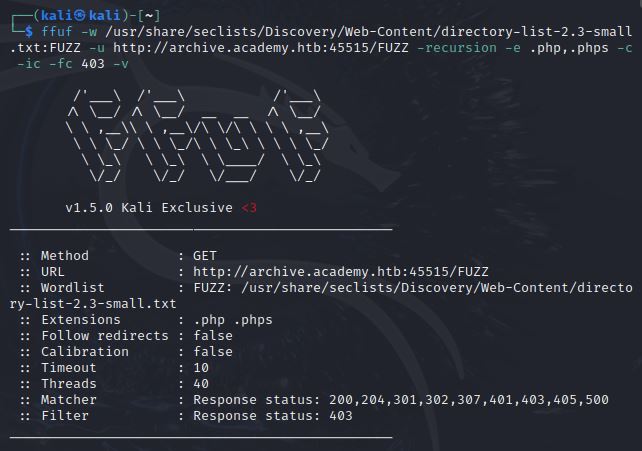 ┌──(kali㉿kali)-[~]
└─$ ffuf -w /usr/share/seclists/Discovery/Web-Content/directory-list-2.3-small
.txt:FUZZ -u http://archive.academy.htb:45515/FUZZ -recursion -e .php,.phps -c
-ic -fc 403 -v
v1.5.0 Kali Exclusive <3
:: Method : GET
:: URL : http://archive.academy.htb:45515/FUZZ
:: Wordlist : FUZZ: /usr/share/seclists/Discovery/Web-Content/directo
ry-list-2.3-small.txt
:: Extensions : .php .phps
:: Follow redirects : false
:: Calibration : false
:: Timeout : 10
:: Threads : 40
:: Matcher : Response status: 200,204,301,302,307,401,403,405,500
:: Filter : Response status: 403